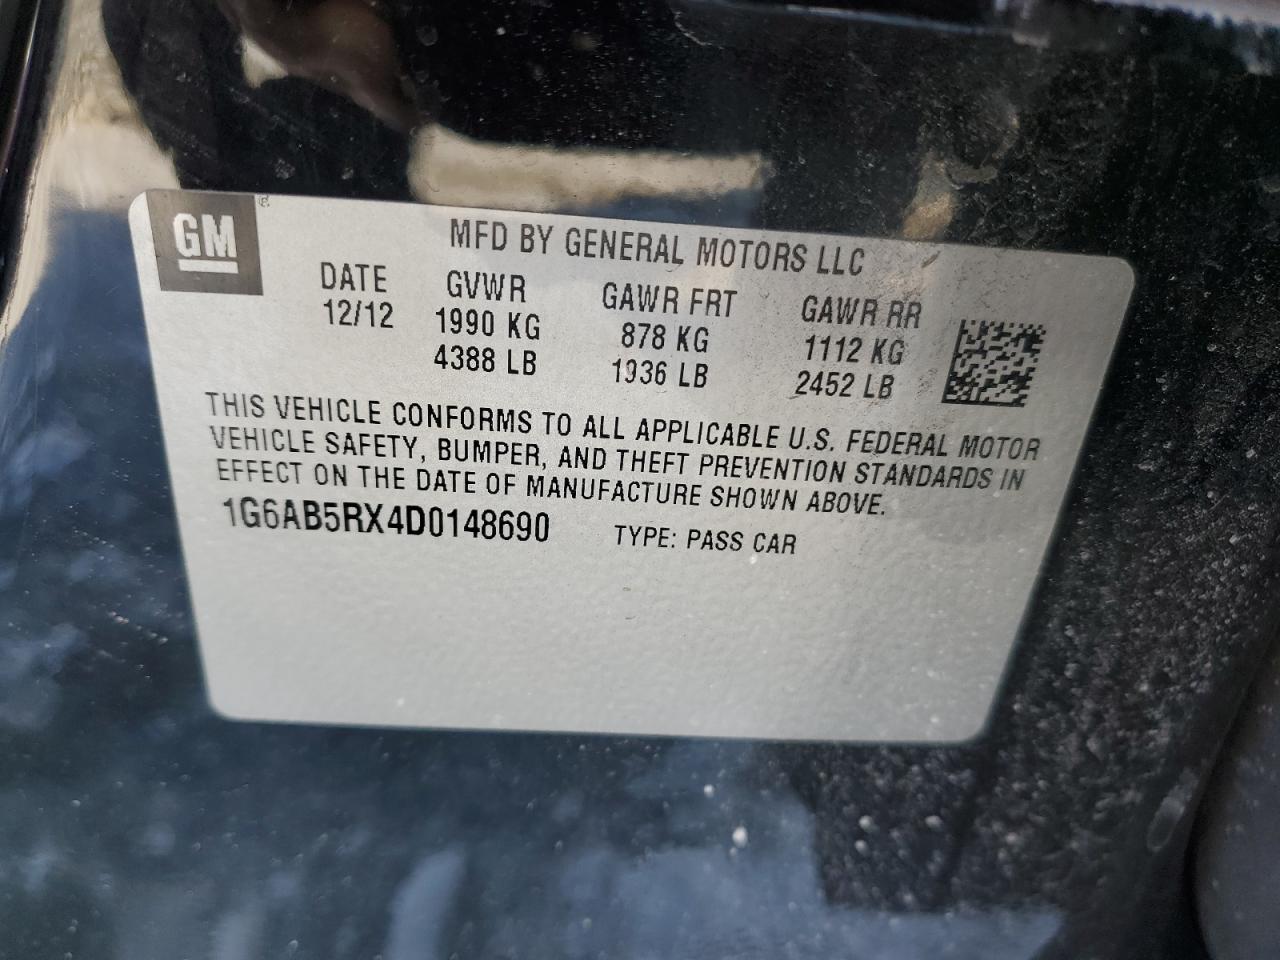 GM
MFD BY GENERAL MOTORS LLC
DATE GVWR GAWR FRT GAWR RR
12/12 1990 KG 878 KG 1112 KG
4388 LB 1936 LB 2452 LB
THIS VEHICLE CONFORMS TO ALL APPLICABLE U.S. FEDERAL MOTOR
VEHICLE SAFETY, BUMPER, AND THEFT PREVENTION STANDARDS IN
EFFECT ON THE DATE OF MANUFACTURE SHOWN ABOVE.
1G6AB5RX4D0148690 TYPE: PASS CAR